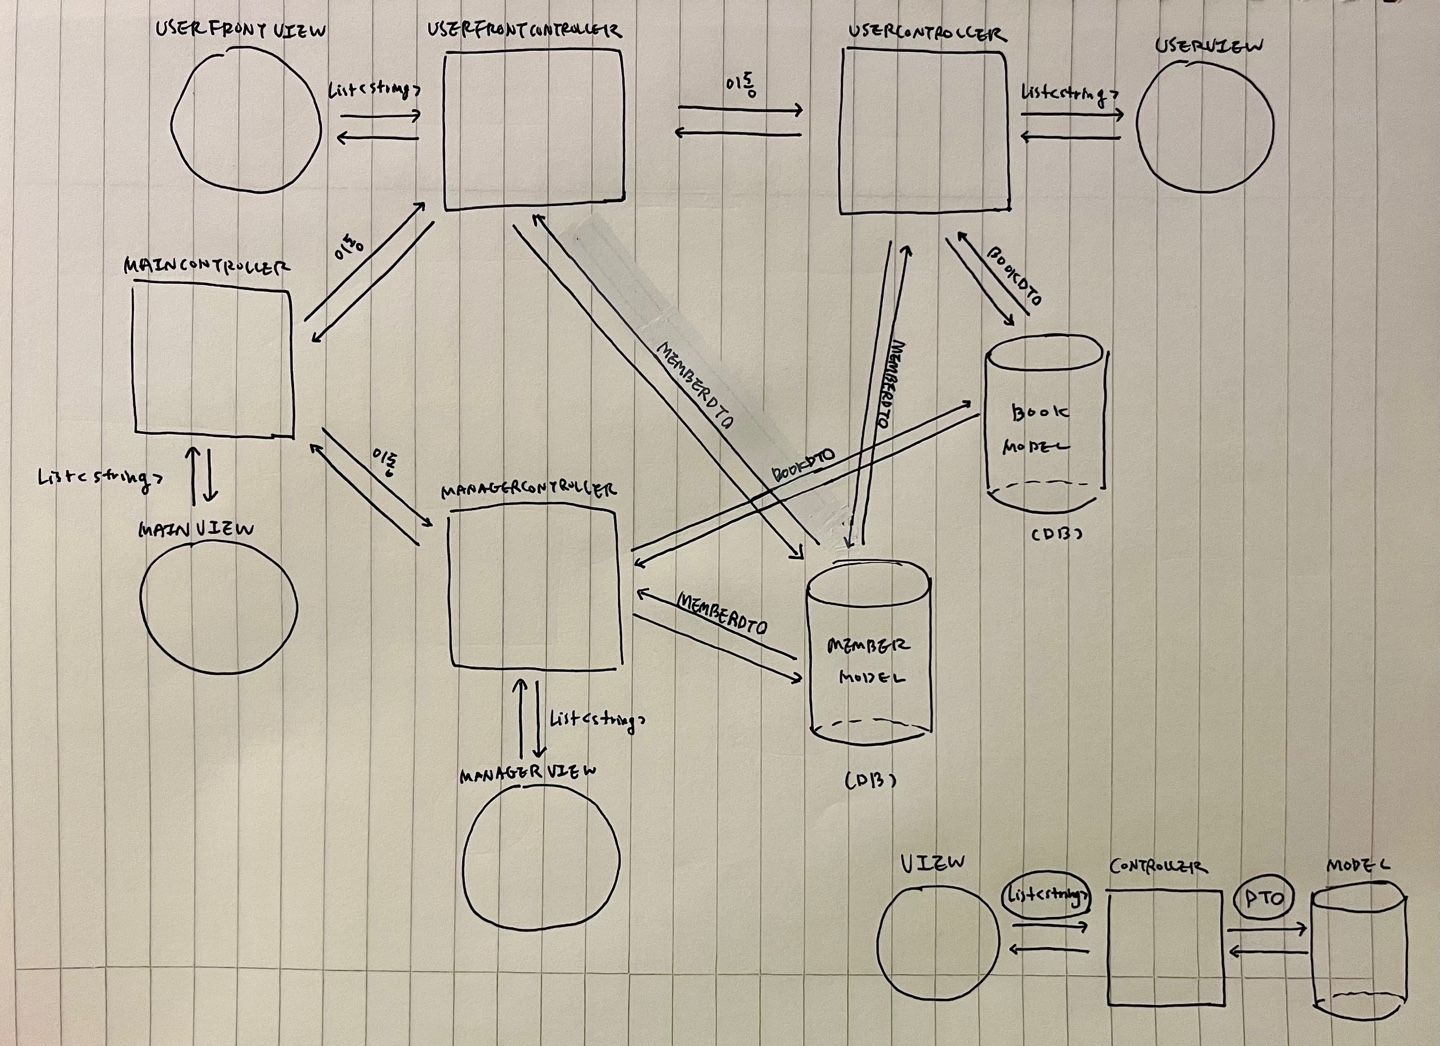 USERFRONTVIEW
USERFRONTCONTROLLER
USERCONTROLLER
USERVIEW
List<string>
이동
List<string>
이동
MAINCONTROLLER
BOOKDTO
MEMBERDTO
MEMBERDTO
BOOK
MODEL
(DB)
List<string>
이동
BOOKDTO
MANAGERCONTROLLER
MAINVIEW
MEMBERDTO
MEMBER
MODEL
(DB)
List<string>
MANAGERVIEW
VIEW
CONTROLLER
MODEL
List<string>
DTO